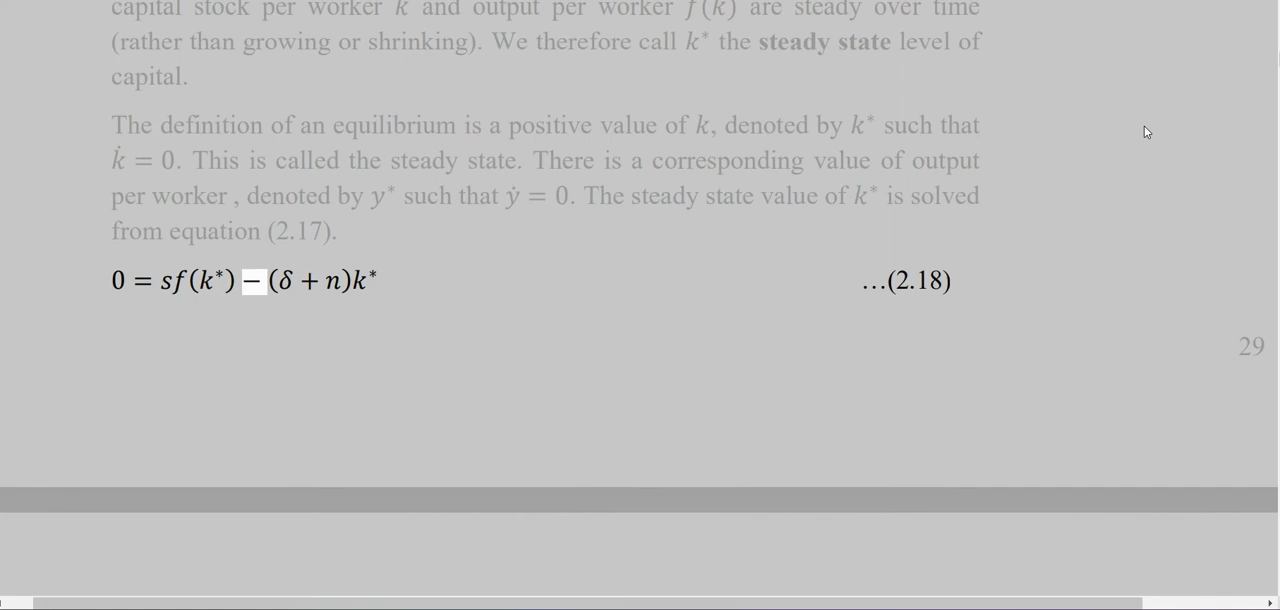 capital stock per worker k and output per worker f(k) are steady over time
(rather than growing or shrinking). We therefore call k* the steady state level of
capital.
The definition of an equilibrium is a positive value of k, denoted by k* such that
k̇ = 0. This is called the steady state. There is a corresponding value of output
per worker , denoted by y* such that ẏ = 0. The steady state value of k* is solved
from equation (2.17).
0 = sf(k*) − (δ + n)k* …(2.18)
29